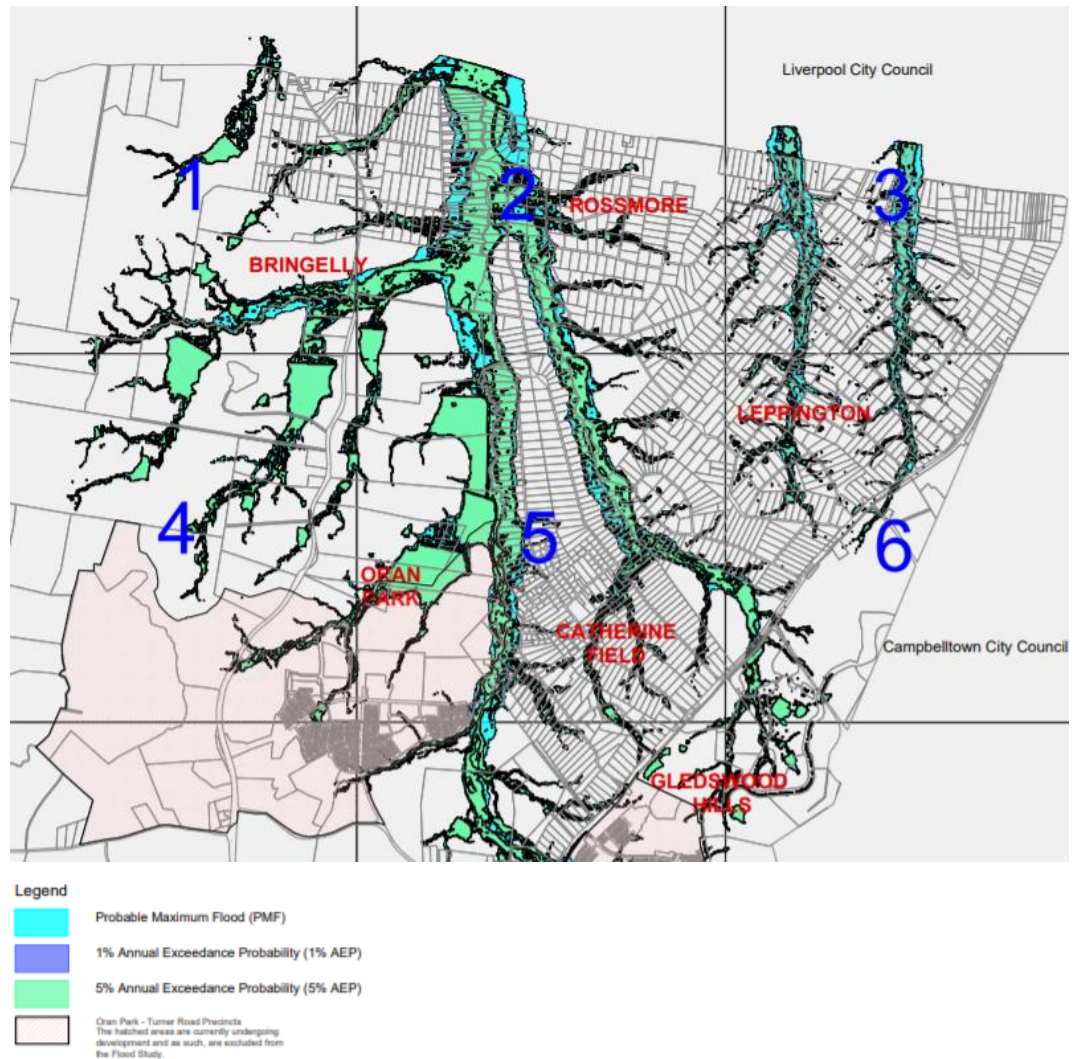 Liverpool City Council
1
2
3
ROSSMORE
BRINGELLY
LEPPINGTON
4
5
6
ORAN
PARK
CATHERINE
FIELD
Campbelltown City Council
GLEDSWOOD
HILLS
Legend
Probable Maximum Flood (PMF)
1% Annual Exceedance Probability (1% AEP)
5% Annual Exceedance Probability (5% AEP)
Oran Park - Turner Road Precincts
The hatched areas are currently undergoing
development and as such, are excluded from
the Flood Study.